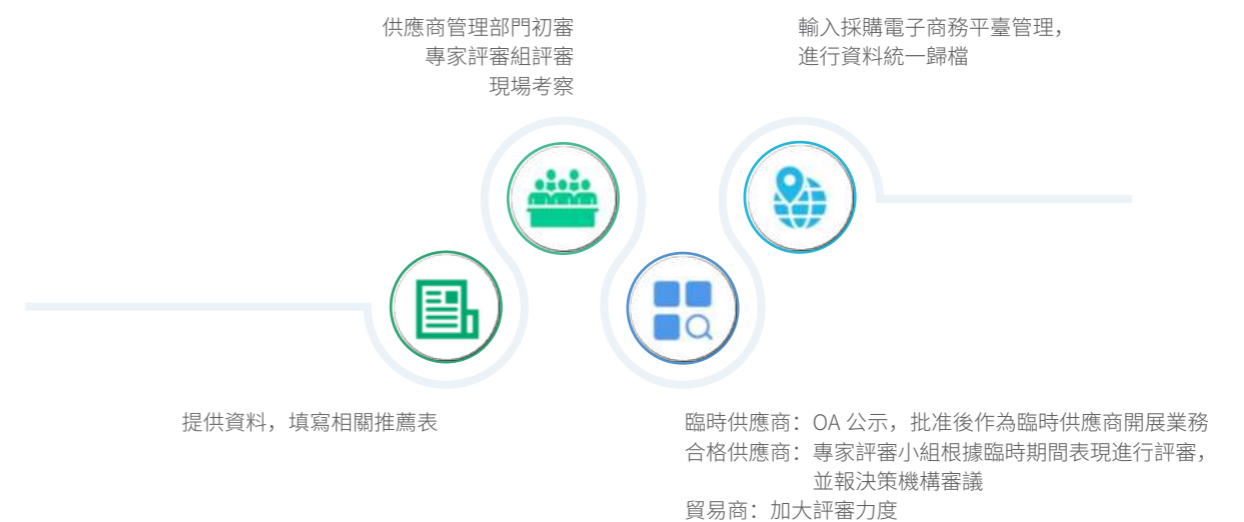 供應商管理部門初審
專家評審組評審
現場考察
輸入採購電子商務平臺管理，
進行資料統一歸檔
提供資料，填寫相關推薦表
臨時供應商：OA 公示，批准後作為臨時供應商開展業務
合格供應商：專家評審小組根據臨時期間表現進行評審，
並報決策機構審議
貿易商：加大評審力度